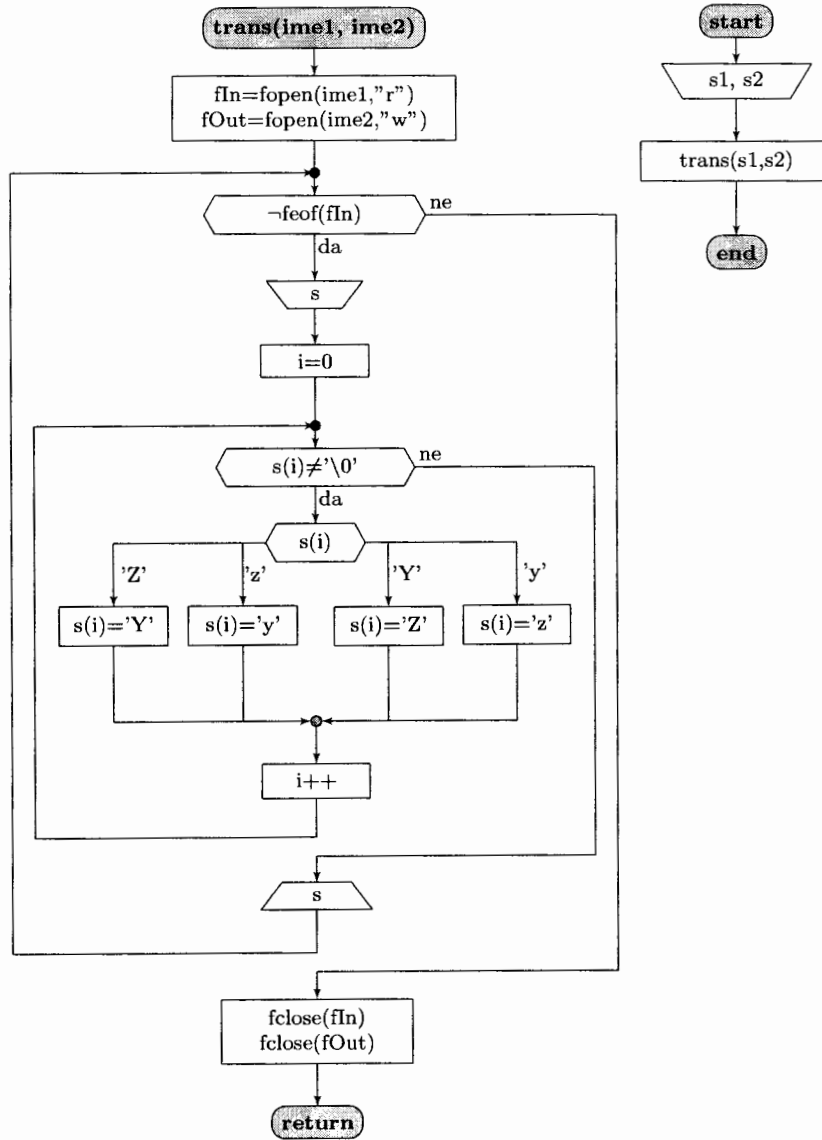 trans(ime1, ime2)
fIn=fopen(ime1,"r")
fOut=fopen(ime2,"w")
¬feof(fIn)
ne
da
s
i=0
s(i)≠'\0'
ne
da
s(i)
'Z'
'z'
'Y'
'y'
s(i)='Y'
s(i)='y'
s(i)='Z'
s(i)='z'
i++
s
fclose(fIn)
fclose(fOut)
return
start
s1, s2
trans(s1,s2)
end